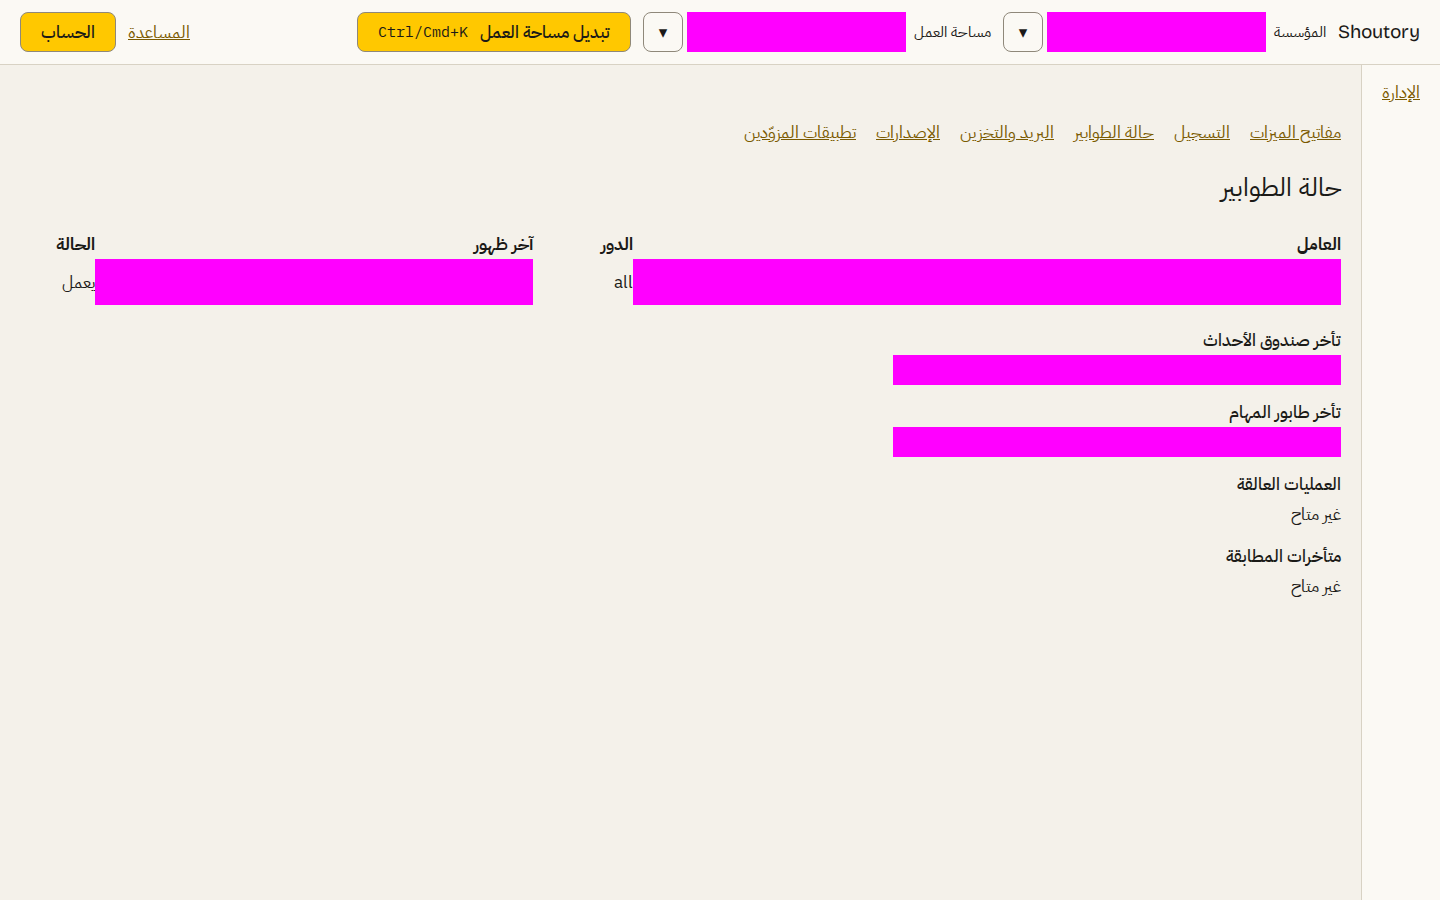 Shoutory المؤسسة ▼ مساحة العمل ▼ تبديل مساحة العمل Ctrl/Cmd+K المساعدة الحساب
الإدارة
مفاتيح الميزات التسجيل حالة الطوابير البريد والتخزين الإصدارات تطبيقات المزوّدين
حالة الطوابير
العامل الدور آخر ظهور الحالة
all يعمل
تأخر صندوق الأحداث
تأخر طابور المهام
العمليات العالقة
غير متاح
متأخرات المطابقة
غير متاح